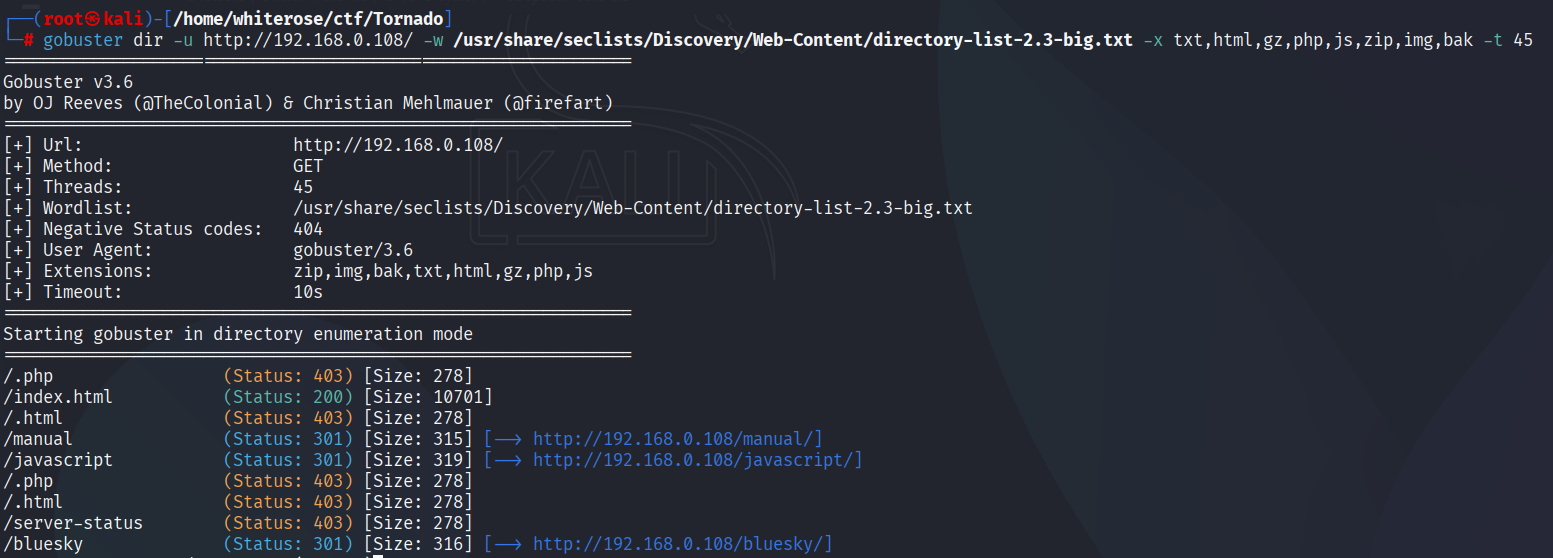 ┌──(root㉿kali)-[/home/whiterose/ctf/Tornado]
└─# gobuster dir -u http://192.168.0.108/ -w /usr/share/seclists/Discovery/Web-Content/directory-list-2.3-big.txt -x txt,html,gz,php,js,zip,img,bak -t 45
===============================================================
Gobuster v3.6
by OJ Reeves (@TheColonial) & Christian Mehlmauer (@firefart)
===============================================================
[+] Url:                     http://192.168.0.108/
[+] Method:                  GET
[+] Threads:                 45
[+] Wordlist:                /usr/share/seclists/Discovery/Web-Content/directory-list-2.3-big.txt
[+] Negative Status codes:   404
[+] User Agent:              gobuster/3.6
[+] Extensions:              zip,img,bak,txt,html,gz,php,js
[+] Timeout:                 10s
===============================================================
Starting gobuster in directory enumeration mode
===============================================================
/.php                 (Status: 403) [Size: 278]
/index.html           (Status: 200) [Size: 10701]
/.html                (Status: 403) [Size: 278]
/manual               (Status: 301) [Size: 315] [--> http://192.168.0.108/manual/]
/javascript           (Status: 301) [Size: 319] [--> http://192.168.0.108/javascript/]
/.php                 (Status: 403) [Size: 278]
/.html                (Status: 403) [Size: 278]
/server-status        (Status: 403) [Size: 278]
/bluesky              (Status: 301) [Size: 316] [--> http://192.168.0.108/bluesky/]
KALI